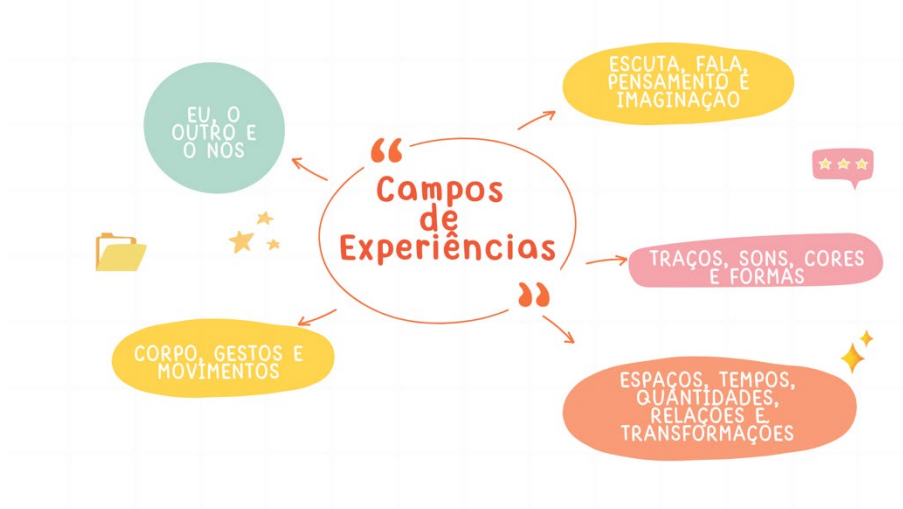 ESCUTA, FALA,
PENSAMENTO E
IMAGINAÇÃO
EU, O
OUTRO E
O NÓS
“
Campos
de
Experiências
”
TRAÇOS, SONS, CORES
E FORMAS
CORPO, GESTOS E
MOVIMENTOS
ESPAÇOS, TEMPOS,
QUANTIDADES,
RELAÇÕES E
TRANSFORMAÇÕES